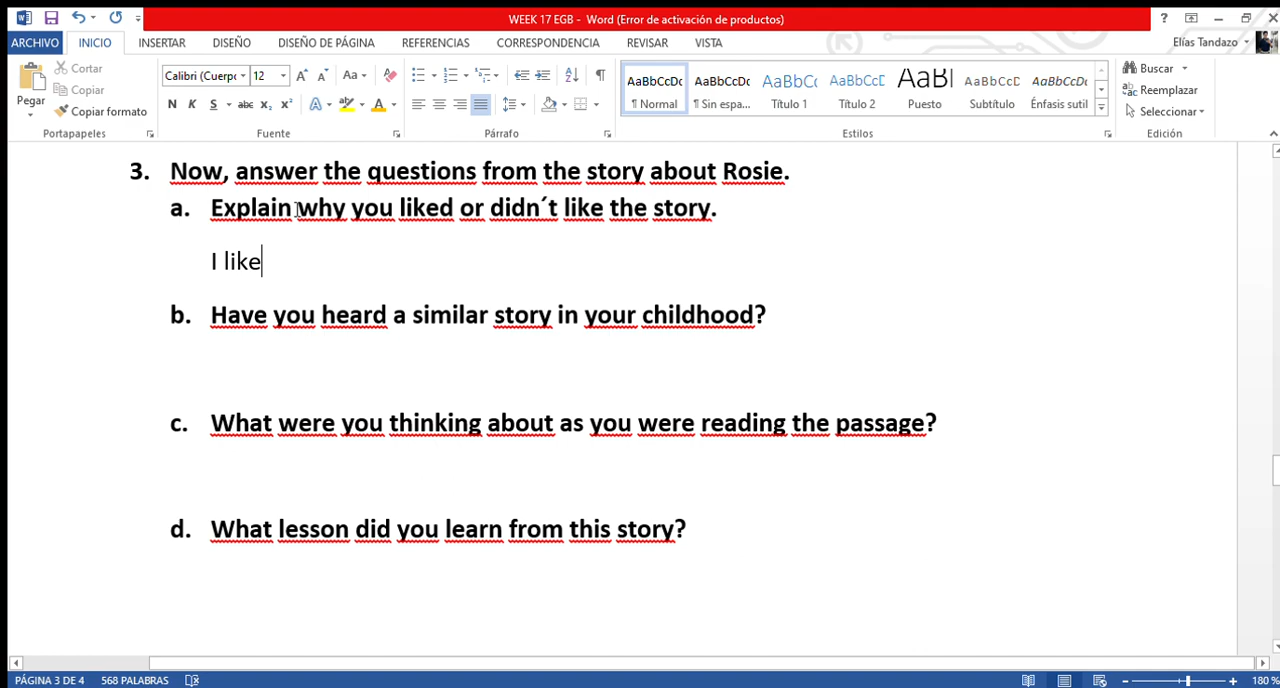 WEEK 17 EGB - Word (Error de activación de productos)
Elías Tandazo
ARCHIVO INICIO INSERTAR DISEÑO DISEÑO DE PÁGINA REFERENCIAS CORRESPONDENCIA REVISAR VISTA
Pegar
Cortar
Copiar
Copiar formato
Portapapeles
Calibri (Cuerpo 12
Fuente
Párrafo
AaBbCcDc AaBbCcDc AaBbC AaBbCcD AaBl AaBbCcD AaBbCcDc
¶ Normal ¶ Sin espa... Título 1 Título 2 Puesto Subtítulo Énfasis sutil
Estilos
Buscar
Reemplazar
Seleccionar
Edición
3. Now, answer the questions from the story about Rosie.
a. Explain why you liked or didn´t like the story.
I like
b. Have you heard a similar story in your childhood?
c. What were you thinking about as you were reading the passage?
d. What lesson did you learn from this story?
PÁGINA 3 DE 4 568 PALABRAS 180 %